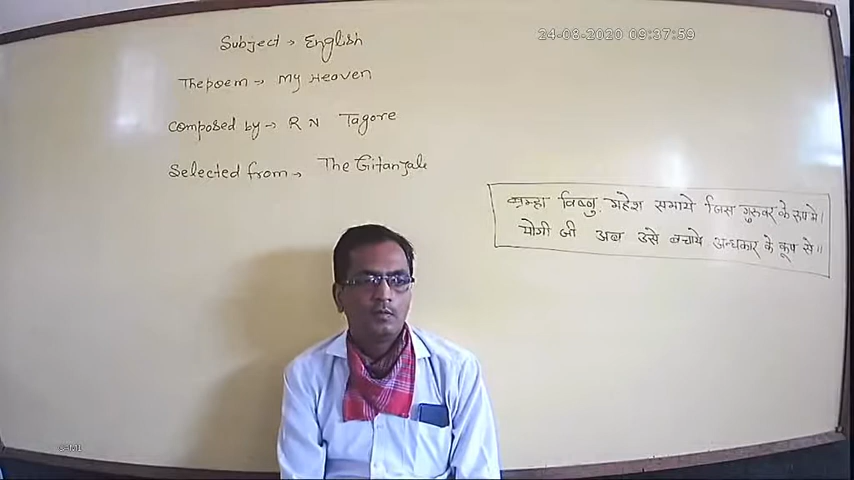 24-08-2020 09:37:59
Subject → English
The poem → My Heaven
Composed by → R N Tagore
Selected from → The Gitanjali
ब्रम्हा विष्नु, महेश समाये जिस गुरुवर के रूप मे।
योगी जी अब उसे बचाये अन्धकार के कूप से॥